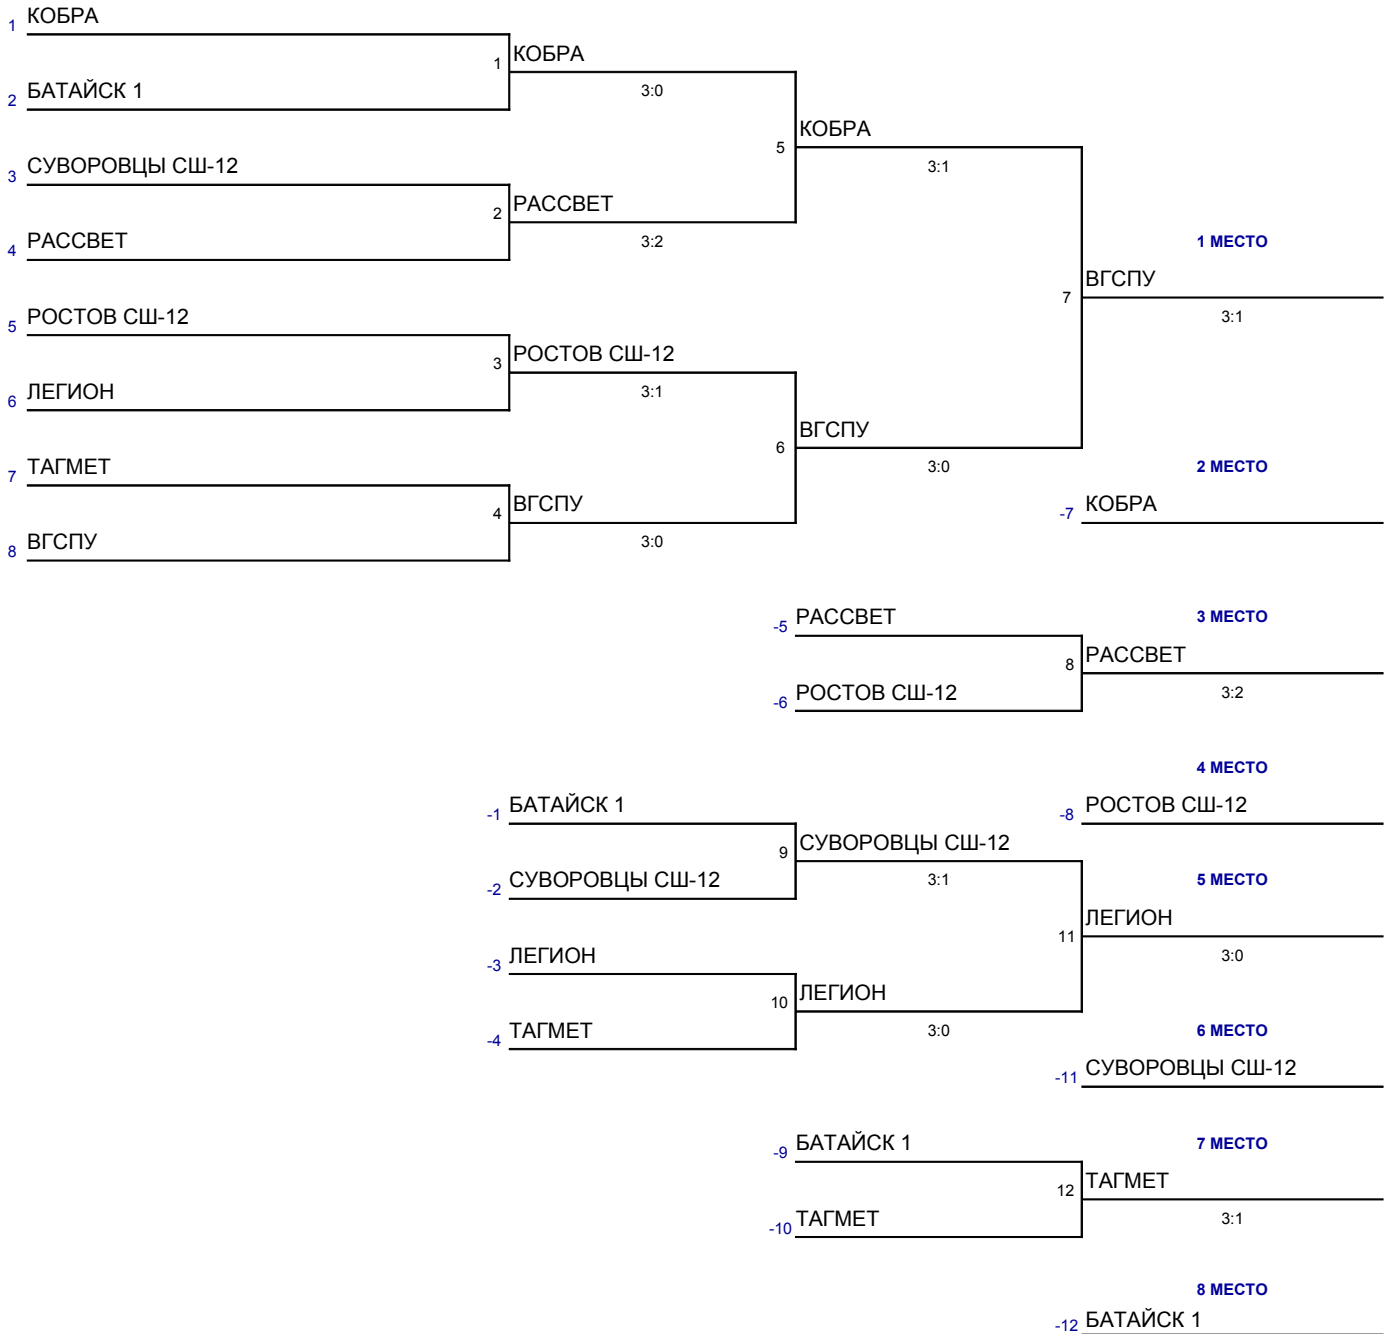 КОБРА
1
КОБРА
1
3:0
БАТАЙСК 1
2
КОБРА
5
3:1
СУВОРОВЦЫ СШ-12
3
РАССВЕТ
2
3:2
РАССВЕТ
4
1 МЕСТО
ВГСПУ
7
3:1
РОСТОВ СШ-12
5
РОСТОВ СШ-12
3
3:1
ЛЕГИОН
6
ВГСПУ
6
3:0
ТАГМЕТ
7
2 МЕСТО
ВГСПУ
4
3:0
-7 КОБРА
ВГСПУ
8
-5 РАССВЕТ
3 МЕСТО
РАССВЕТ
8
3:2
-6 РОСТОВ СШ-12
4 МЕСТО
-1 БАТАЙСК 1
-8 РОСТОВ СШ-12
СУВОРОВЦЫ СШ-12
9
3:1
-2 СУВОРОВЦЫ СШ-12
5 МЕСТО
ЛЕГИОН
11
3:0
-3 ЛЕГИОН
ЛЕГИОН
10
3:0
-4 ТАГМЕТ
6 МЕСТО
-11 СУВОРОВЦЫ СШ-12
-9 БАТАЙСК 1
7 МЕСТО
ТАГМЕТ
12
3:1
-10 ТАГМЕТ
8 МЕСТО
-12 БАТАЙСК 1